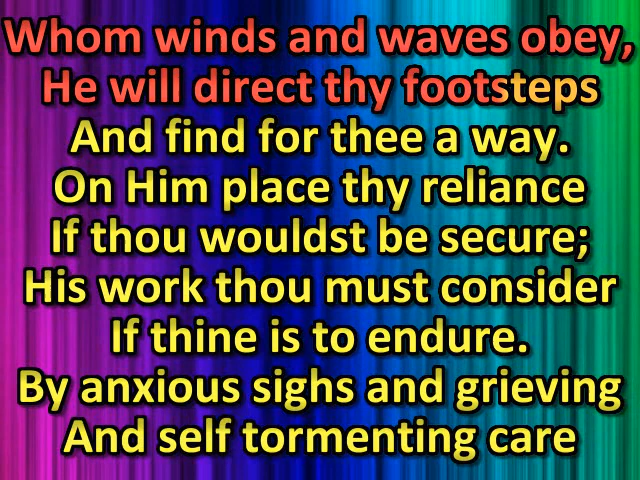 Whom winds and waves obey,
He will direct thy footsteps
And find for thee a way.
On Him place thy reliance
If thou wouldst be secure;
His work thou must consider
If thine is to endure.
By anxious sighs and grieving
And self tormenting care